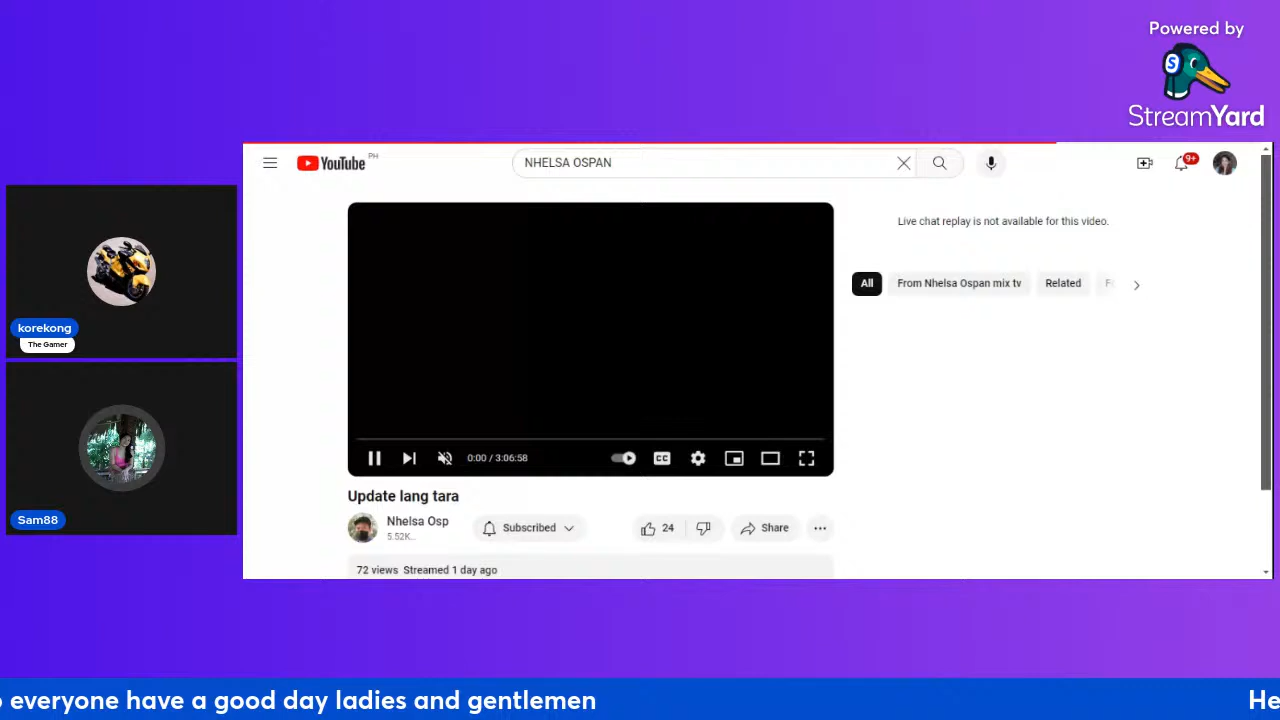 Powered by
StreamYard
YouTube PH
NHELSA OSPAN
9+
Live chat replay is not available for this video.
All
From Nhelsa Ospan mix tv
Related
korekong
The Gamer
CC
0:00 / 3:06:58
Update lang tara
Nhelsa Osp
5.52K..
Subscribed
24
Share
Sam88
72 views Streamed 1 day ago
o everyone have a good day ladies and gentlemen
He